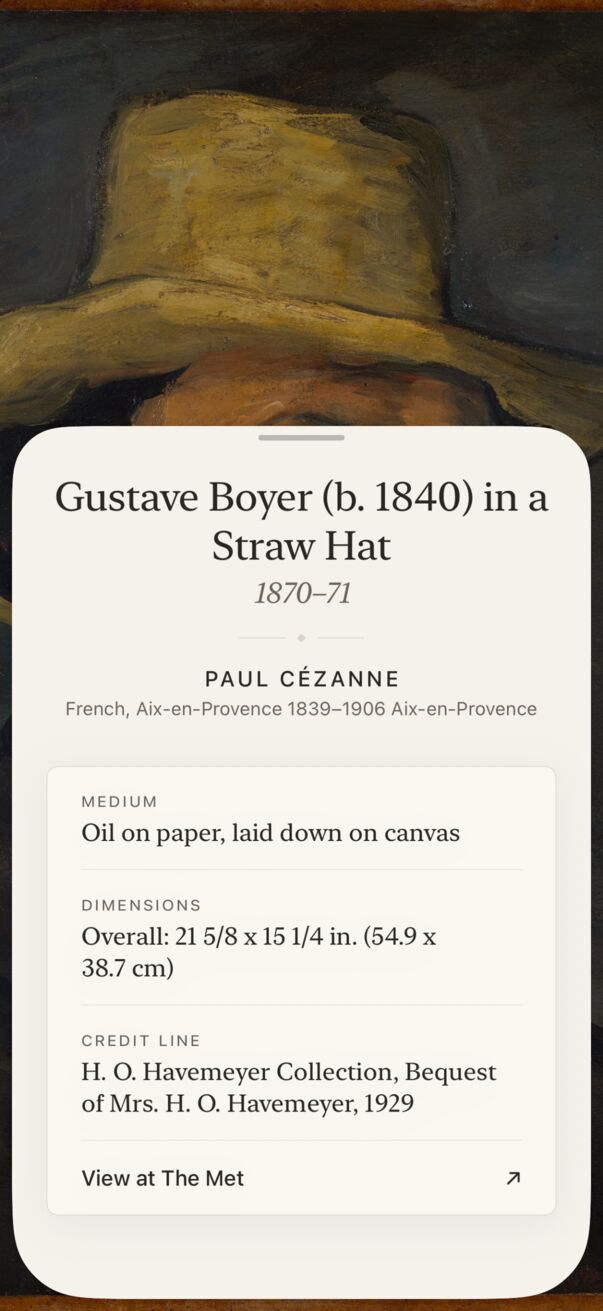 Gustave Boyer (b. 1840) in a
Straw Hat
1870–71
PAUL CÉZANNE
French, Aix-en-Provence 1839–1906 Aix-en-Provence
MEDIUM
Oil on paper, laid down on canvas
DIMENSIONS
Overall: 21 5/8 x 15 1/4 in. (54.9 x
38.7 cm)
CREDIT LINE
H. O. Havemeyer Collection, Bequest
of Mrs. H. O. Havemeyer, 1929
View at The Met